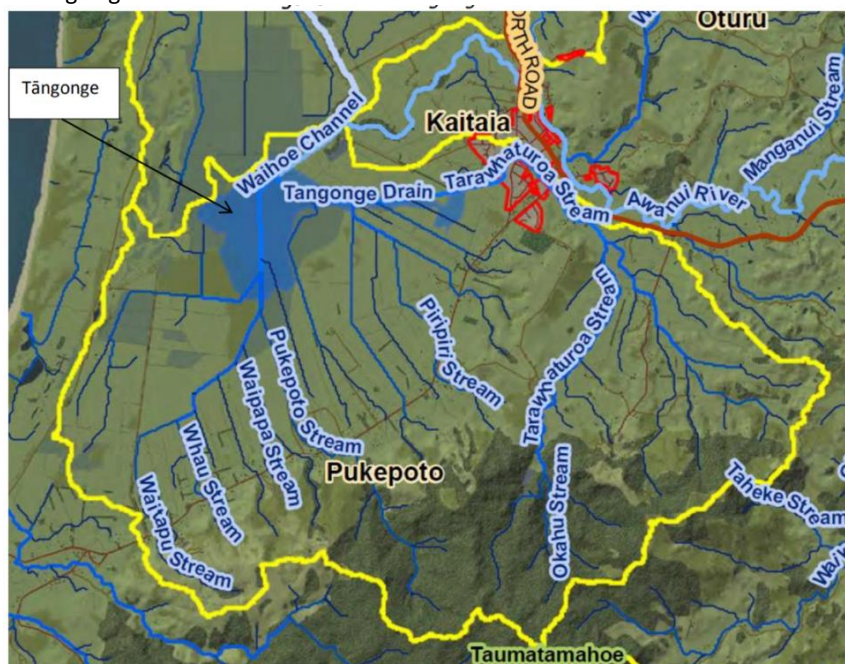 Oturu
NORTH ROAD
Tāngonge
Kaitaia
Waihoe Channel
Manganui Stream
Tangonge Drain
Tarawhaturoa Stream
Awanui River
Tarawhaturoa Stream
Piripiri Stream
Pukepoto Stream
Waipapa Stream
Whau Stream
Waitapu Stream
Pukepoto
Okahu Stream
Taheke Stream
Taumatamahoe